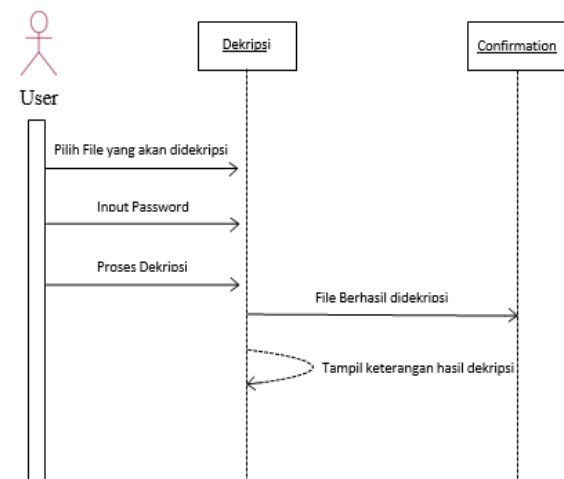 Dekripsi
Confirmation
User
Pilih File yang akan didekripsi
Input Password
Proses Dekripsi
File Berhasil didekripsi
Tampil keterangan hasil dekripsi